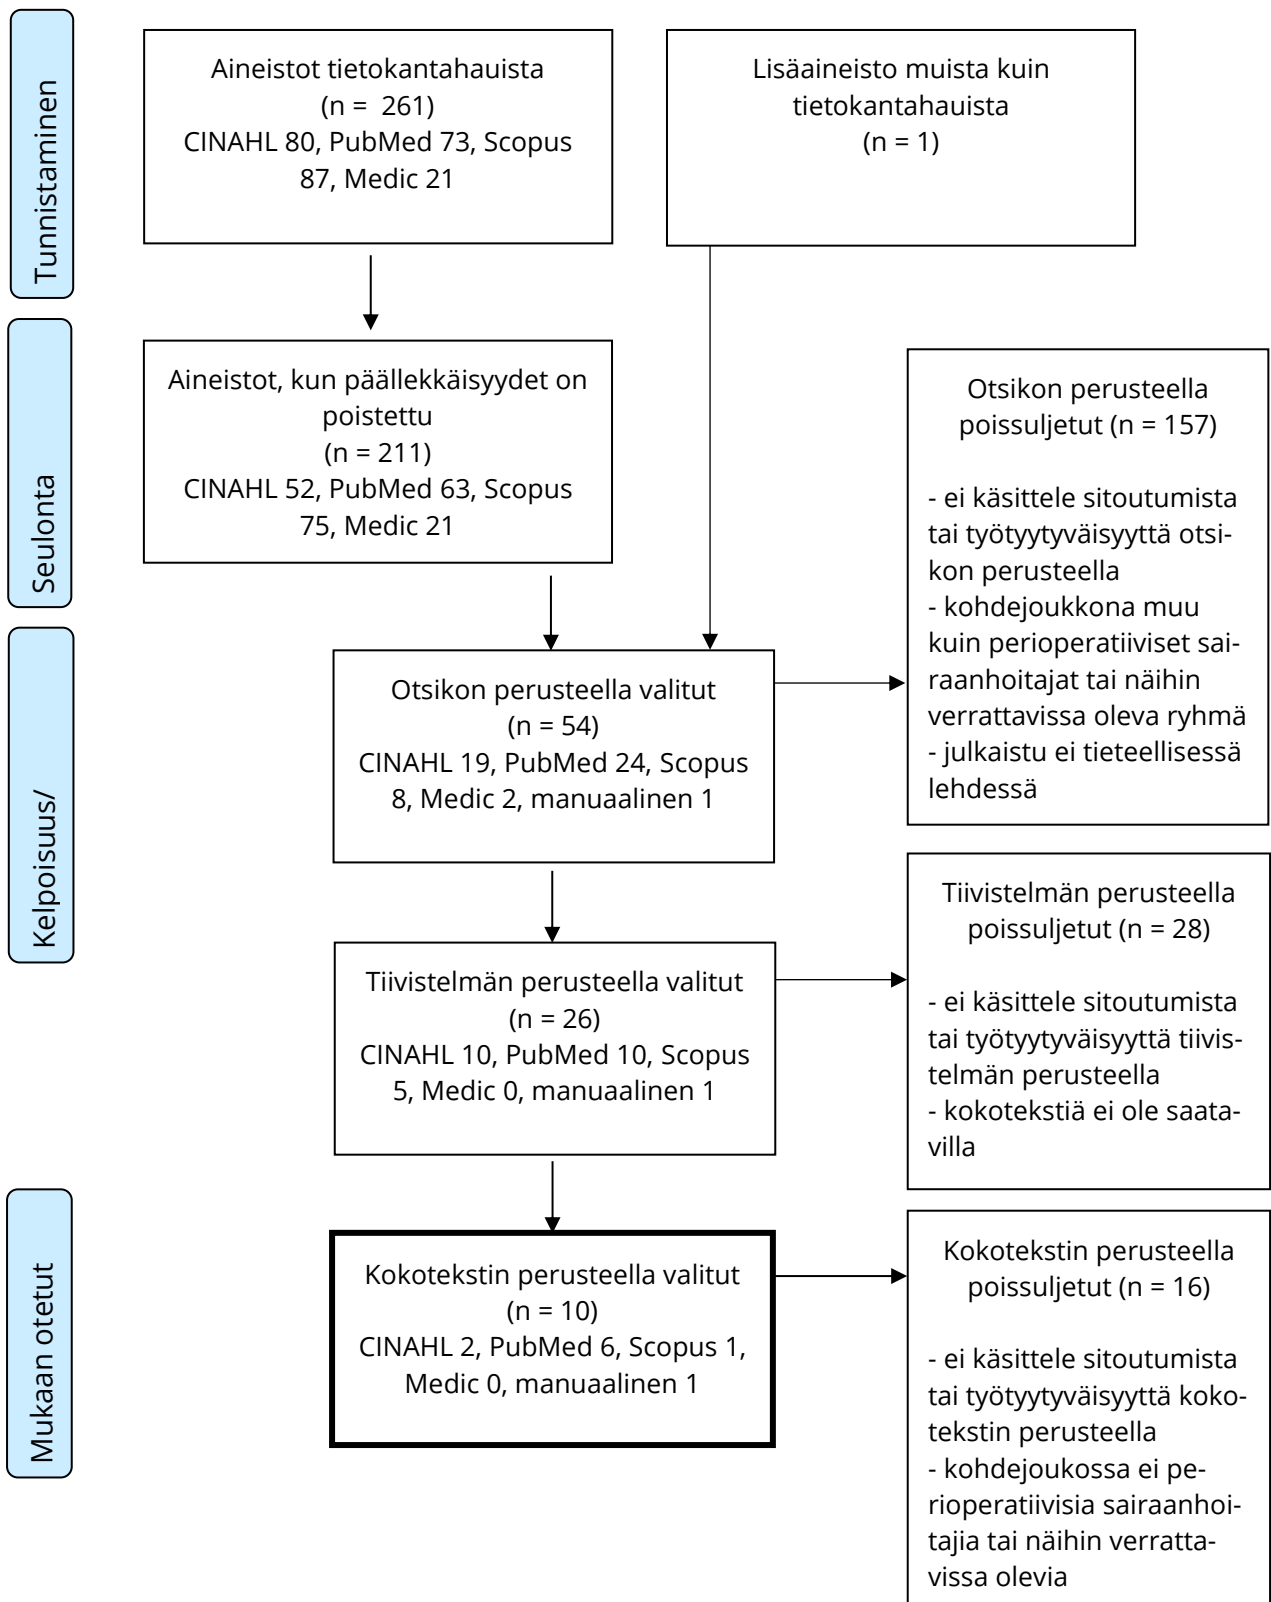 Tunnistaminen
Aineistot tietokantahauista
(n =  261)
CINAHL 80, PubMed 73, Scopus
87, Medic 21
Lisäaineisto muista kuin
tietokantahauista
(n = 1)
Seulonta
Aineistot, kun päällekkäisyydet on
poistettu
(n = 211)
CINAHL 52, PubMed 63, Scopus
75, Medic 21
Otsikon perusteella
poissuljetut (n = 157)
- ei käsittele sitoutumista
tai työtyytyväisyyttä otsi-
kon perusteella
- kohdejoukkona muu
kuin perioperatiiviset sai-
raanhoitajat tai näihin
verrattavissa oleva ryhmä
- julkaistu ei tieteellisessä
lehdessä
Kelpoisuus/
Otsikon perusteella valitut
(n = 54)
CINAHL 19, PubMed 24, Scopus
8, Medic 2, manuaalinen 1
Tiivistelmän perusteella valitut
(n = 26)
CINAHL 10, PubMed 10, Scopus
5, Medic 0, manuaalinen 1
Tiivistelmän perusteella
poissuljetut (n = 28)
- ei käsittele sitoutumista
tai työtyytyväisyyttä tiivis-
telmän perusteella
- kokotekstiä ei ole saata-
villa
Mukaan otetut
Kokotekstin perusteella valitut
(n = 10)
CINAHL 2, PubMed 6, Scopus 1,
Medic 0, manuaalinen 1
Kokotekstin perusteella
poissuljetut (n = 16)
- ei käsittele sitoutumista
tai työtyytyväisyyttä koko-
tekstin perusteella
- kohdejoukossa ei pe-
rioperatiivisia sairaanhoi-
tajia tai näihin verratta-
vissa olevia